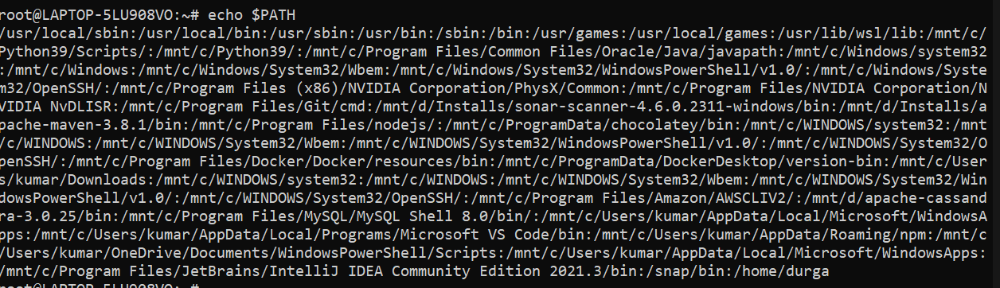 root@LAPTOP-5LU908VO:~# echo $PATH
/usr/local/sbin:/usr/local/bin:/usr/sbin:/usr/bin:/sbin:/bin:/usr/games:/usr/local/games:/usr/lib/wsl/lib:/mnt/c/
Python39/Scripts/:/mnt/c/Python39/:/mnt/c/Program Files/Common Files/Oracle/Java/javapath:/mnt/c/Windows/system32
:/mnt/c/Windows:/mnt/c/Windows/System32/Wbem:/mnt/c/Windows/System32/WindowsPowerShell/v1.0/:/mnt/c/Windows/Syste
m32/OpenSSH/:/mnt/c/Program Files (x86)/NVIDIA Corporation/PhysX/Common:/mnt/c/Program Files/NVIDIA Corporation/N
VIDIA NvDLISR:/mnt/c/Program Files/Git/cmd:/mnt/d/Installs/sonar-scanner-4.6.0.2311-windows/bin:/mnt/d/Installs/a
pache-maven-3.8.1/bin:/mnt/c/Program Files/nodejs/:/mnt/c/ProgramData/chocolatey/bin:/mnt/c/WINDOWS/system32:/mnt
/c/WINDOWS:/mnt/c/WINDOWS/System32/Wbem:/mnt/c/WINDOWS/System32/WindowsPowerShell/v1.0/:/mnt/c/WINDOWS/System32/O
penSSH/:/mnt/c/Program Files/Docker/Docker/resources/bin:/mnt/c/ProgramData/DockerDesktop/version-bin:/mnt/c/User
s/kumar/Downloads:/mnt/c/WINDOWS/system32:/mnt/c/WINDOWS:/mnt/c/WINDOWS/System32/Wbem:/mnt/c/WINDOWS/System32/Win
dowsPowerShell/v1.0/:/mnt/c/WINDOWS/System32/OpenSSH/:/mnt/c/Program Files/Amazon/AWSCLIV2/:/mnt/d/apache-cassand
ra-3.0.25/bin:/mnt/c/Program Files/MySQL/MySQL Shell 8.0/bin/:/mnt/c/Users/kumar/AppData/Local/Microsoft/WindowsA
pps:/mnt/c/Users/kumar/AppData/Local/Programs/Microsoft VS Code/bin:/mnt/c/Users/kumar/AppData/Roaming/npm:/mnt/c
/Users/kumar/OneDrive/Documents/WindowsPowerShell/Scripts:/mnt/c/Users/kumar/AppData/Local/Microsoft/WindowsApps:
/mnt/c/Program Files/JetBrains/IntelliJ IDEA Community Edition 2021.3/bin:/snap/bin:/home/durga
root@LAPTOP-5LU908VO:~#